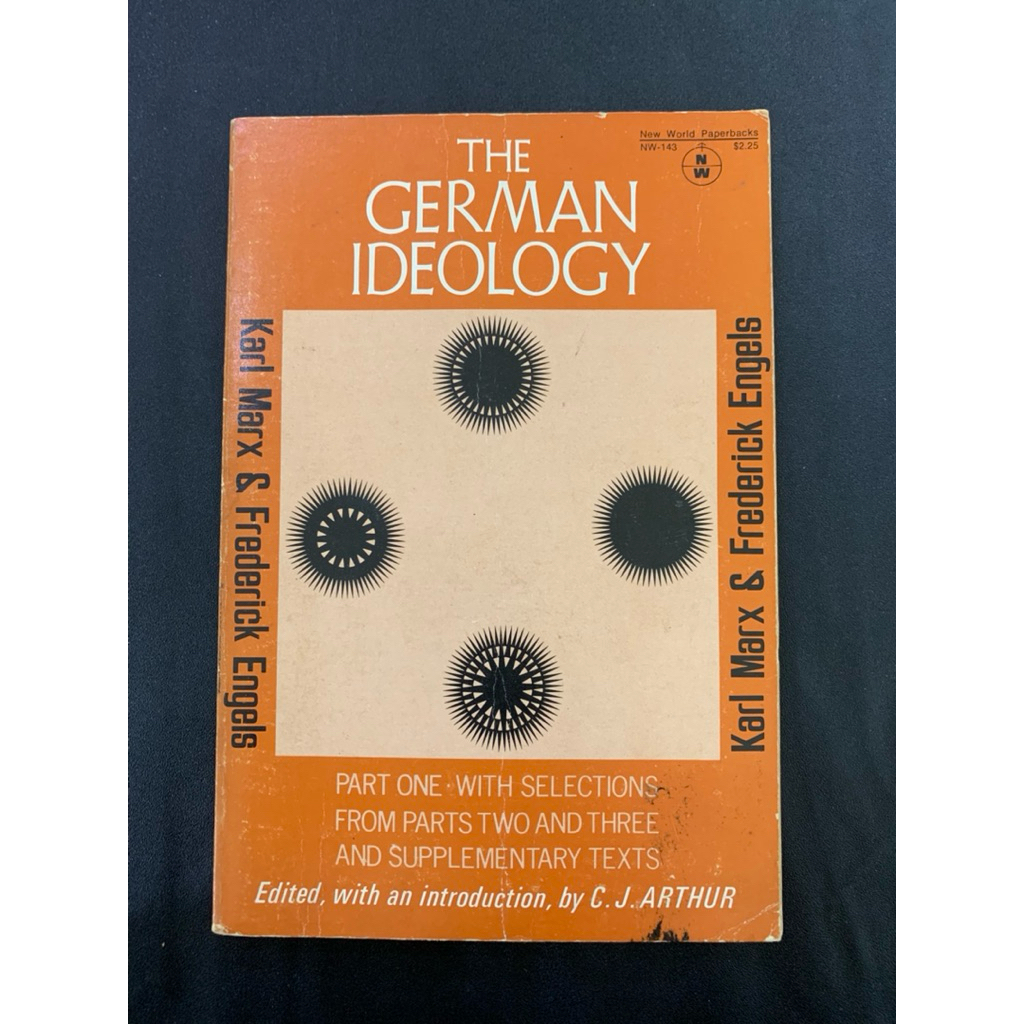 New World Paperbacks
NW-143 $2.25
N
W
THE
GERMAN
IDEOLOGY
Karl Marx & Frederick Engels
Karl Marx & Frederick Engels
PART ONE · WITH SELECTIONS
FROM PARTS TWO AND THREE
AND SUPPLEMENTARY TEXTS
Edited, with an introduction, by C. J. ARTHUR